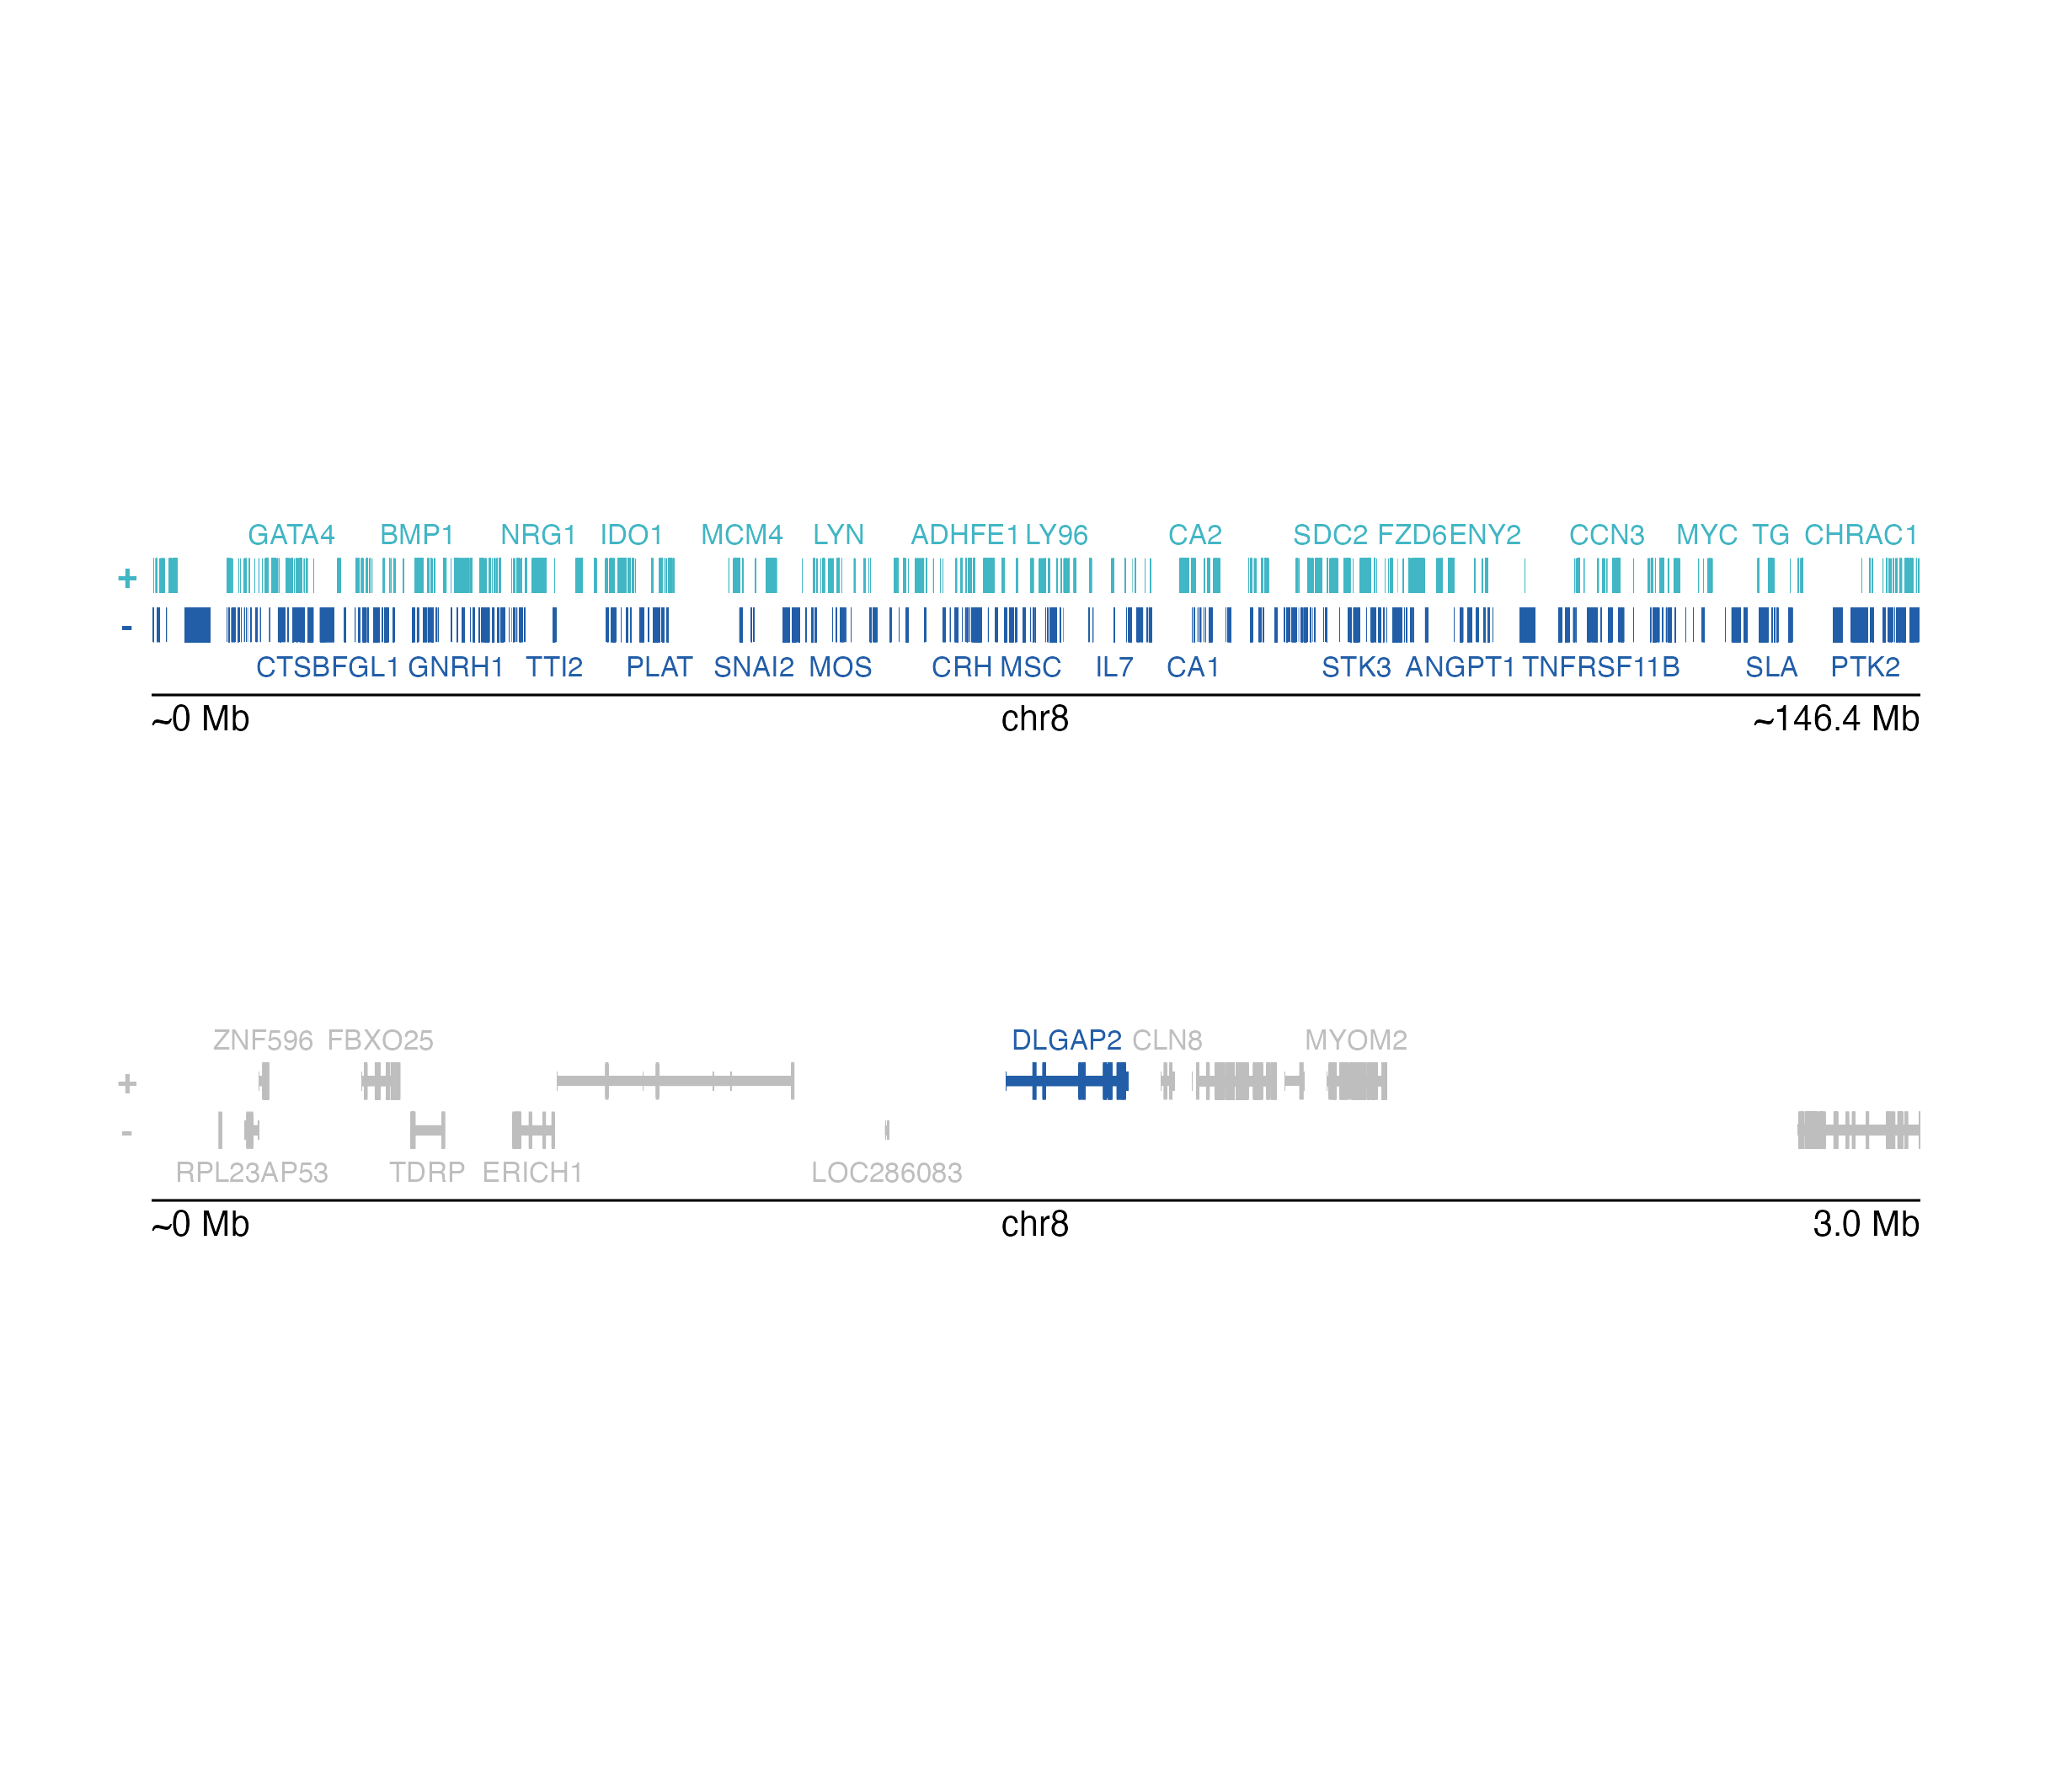 GATA4 BMP1 NRG1 IDO1 MCM4 LYN ADHFE1 LY96 CA2 SDC2 FZD6 ENY2 CCN3 MYC TG CHRAC1
+
-
CTSB FGL1 GNRH1 TTI2 PLAT SNAI2 MOS CRH MSC IL7 CA1 STK3 ANGPT1 TNFRSF11B SLA PTK2
~0 Mb chr8 ~146.4 Mb
ZNF596 FBXO25 DLGAP2 CLN8 MYOM2
+
-
RPL23AP53 TDRP ERICH1 LOC286083
~0 Mb chr8 3.0 Mb